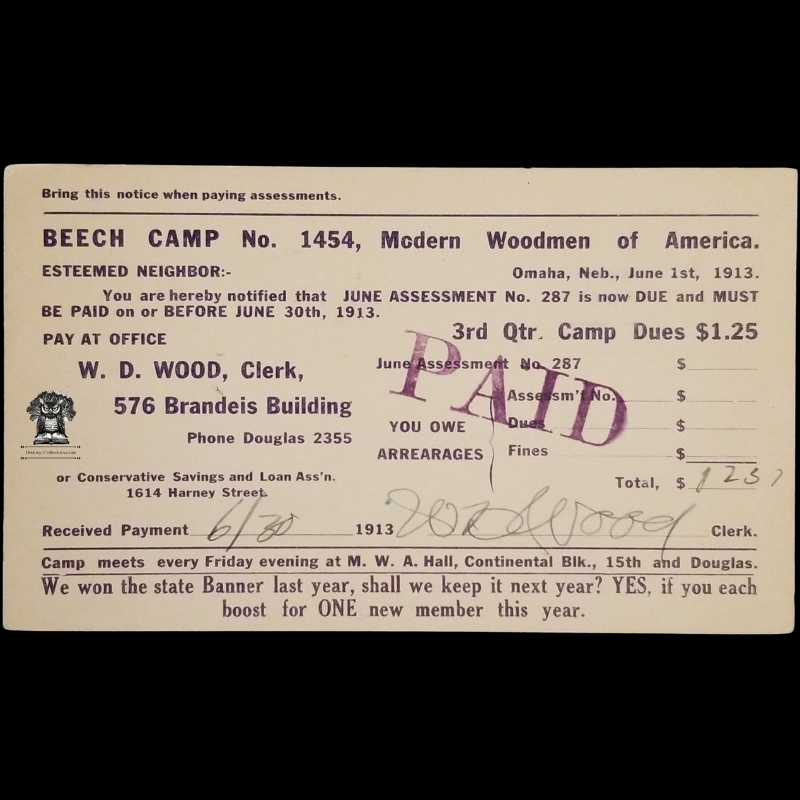 Bring this notice when paying assessments.
BEECH CAMP No. 1454, Modern Woodmen of America.
ESTEEMED NEIGHBOR:- Omaha, Neb., June 1st, 1913.
You are hereby notified that JUNE ASSESSMENT No. 287 is now DUE and MUST
BE PAID on or BEFORE JUNE 30th, 1913.
PAY AT OFFICE
3rd Qtr. Camp Dues $1.25
W. D. WOOD, Clerk,
576 Brandeis Building
Phone Douglas 2355
or Conservative Savings and Loan Ass'n.
1614 Harney Street.
June Assessment No. 287 $
YOU OWE
ARREARAGES
Assessm't No. $
Dues $
Fines $
PAID
Total, $ 1 25
Received Payment 6/30 1913 W D Wood Clerk.
Camp meets every Friday evening at M. W. A. Hall, Continental Blk., 15th and Douglas.
We won the state Banner last year, shall we keep it next year? YES, if you each
boost for ONE new member this year.
History-Collectors.com